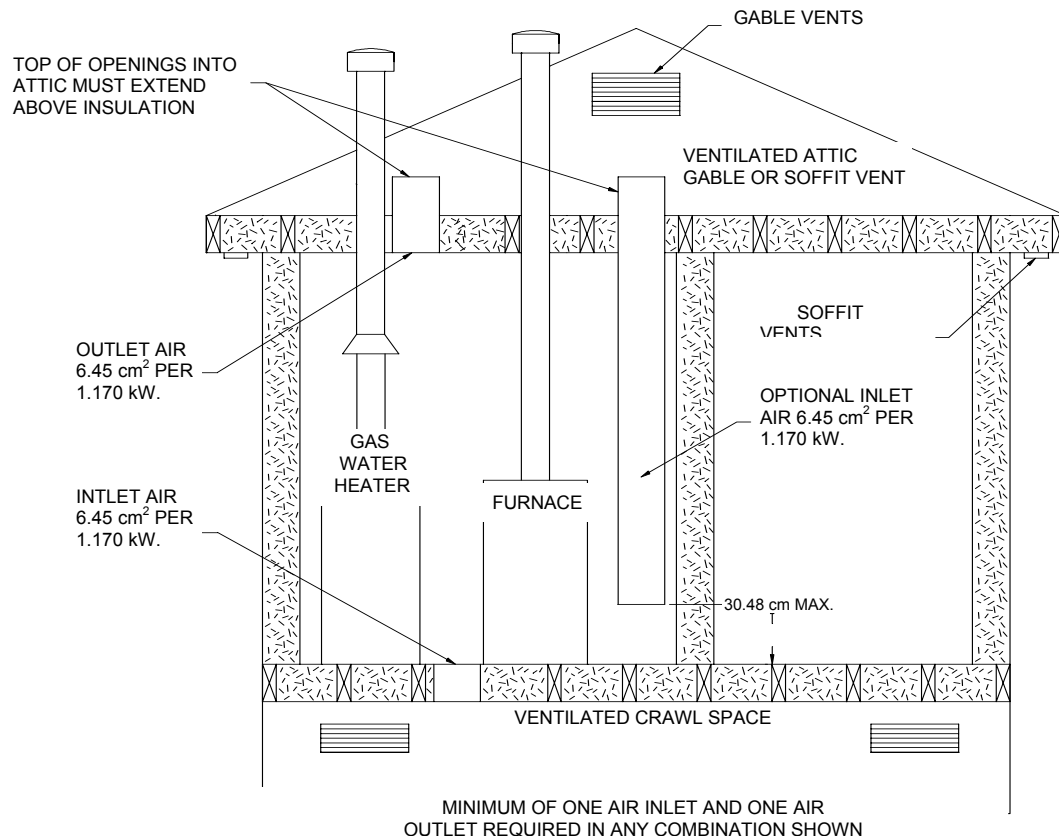 GABLE VENTS
TOP OF OPENINGS INTO
ATTIC MUST EXTEND
ABOVE INSULATION
VENTILATED ATTIC
GABLE OR SOFFIT VENT
SOFFIT
VENTS
OUTLET AIR
6.45 cm² PER
1.170 kW.
OPTIONAL INLET
AIR 6.45 cm² PER
1.170 kW.
GAS
WATER
HEATER
FURNACE
INTLET AIR
6.45 cm² PER
1.170 kW.
30.48 cm MAX.
VENTILATED CRAWL SPACE
MINIMUM OF ONE AIR INLET AND ONE AIR
OUTLET REQUIRED IN ANY COMBINATION SHOWN